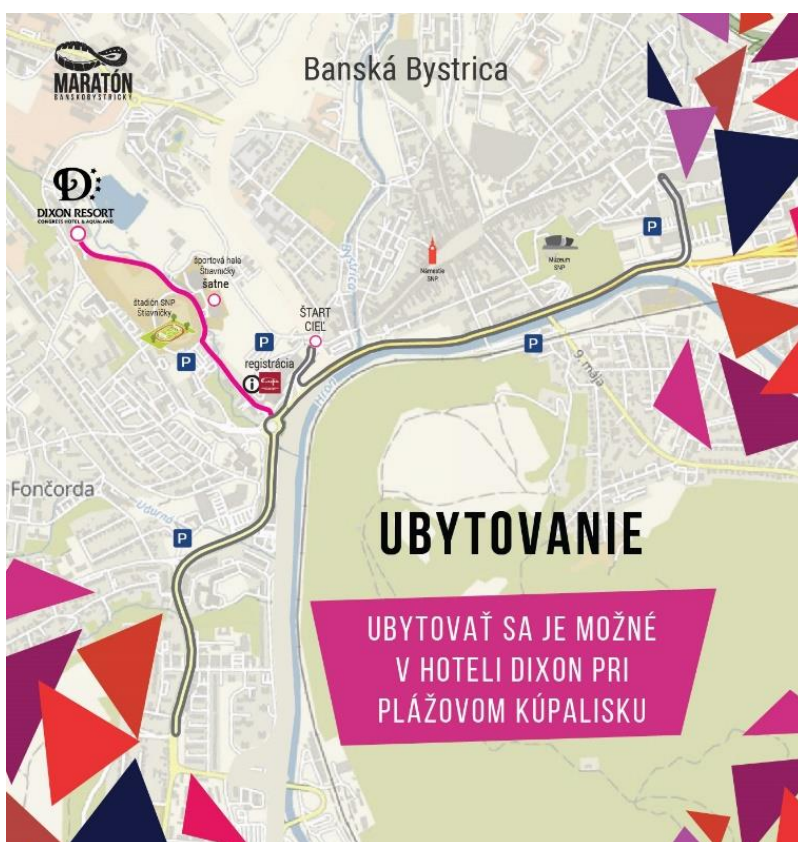 MARATÓN
BANSKOBYSTRICKÝ
Banská Bystrica
DIXON RESORT
CONGRESS HOTEL & AQUALAND
športová hala
Štiavničky
šatne
štadión SNP
Štiavničky
ŠTART
CIEĽ
registrácia
Námestie
SNP
Múzeum
SNP
P
P
P
P
P
P
i
Bystrica
Hron
9. mája
Fončorda
Udurná
UBYTOVANIE
UBYTOVAŤ SA JE MOŽNÉ
V HOTELI DIXON PRI
PLÁŽOVOM KÚPALISKU